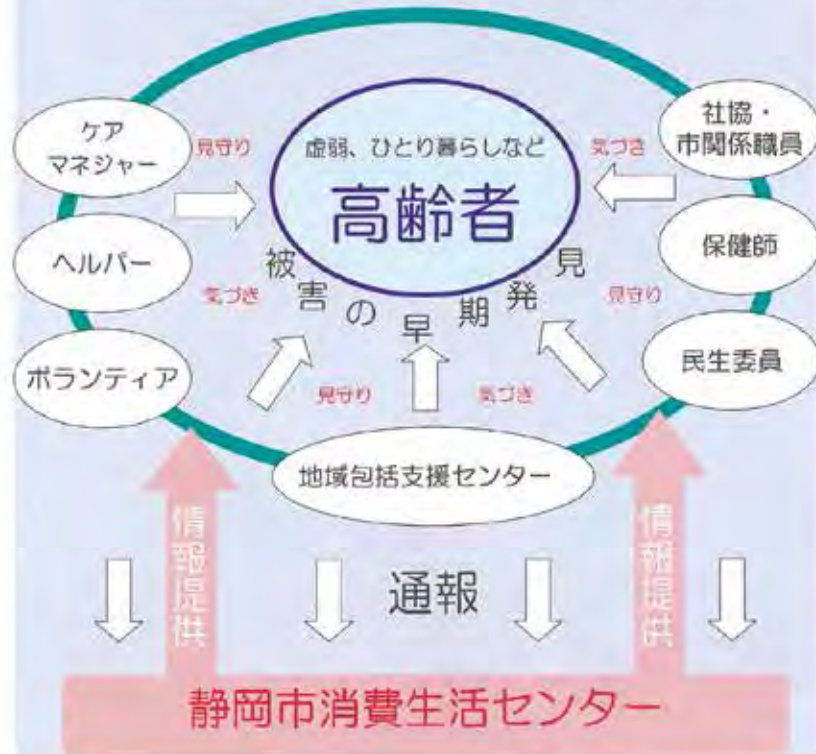 ケア
マネジャー
見守り
虚弱、ひとり暮らしなど
高齢者
気づき
社協・
市関係職員
ヘルパー
気づき
被害の早期発見
見守り
保健師
ボランティア
見守り
気づき
民生委員
地域包括支援センター
情報提供
通報
情報提供
静岡市消費生活センター